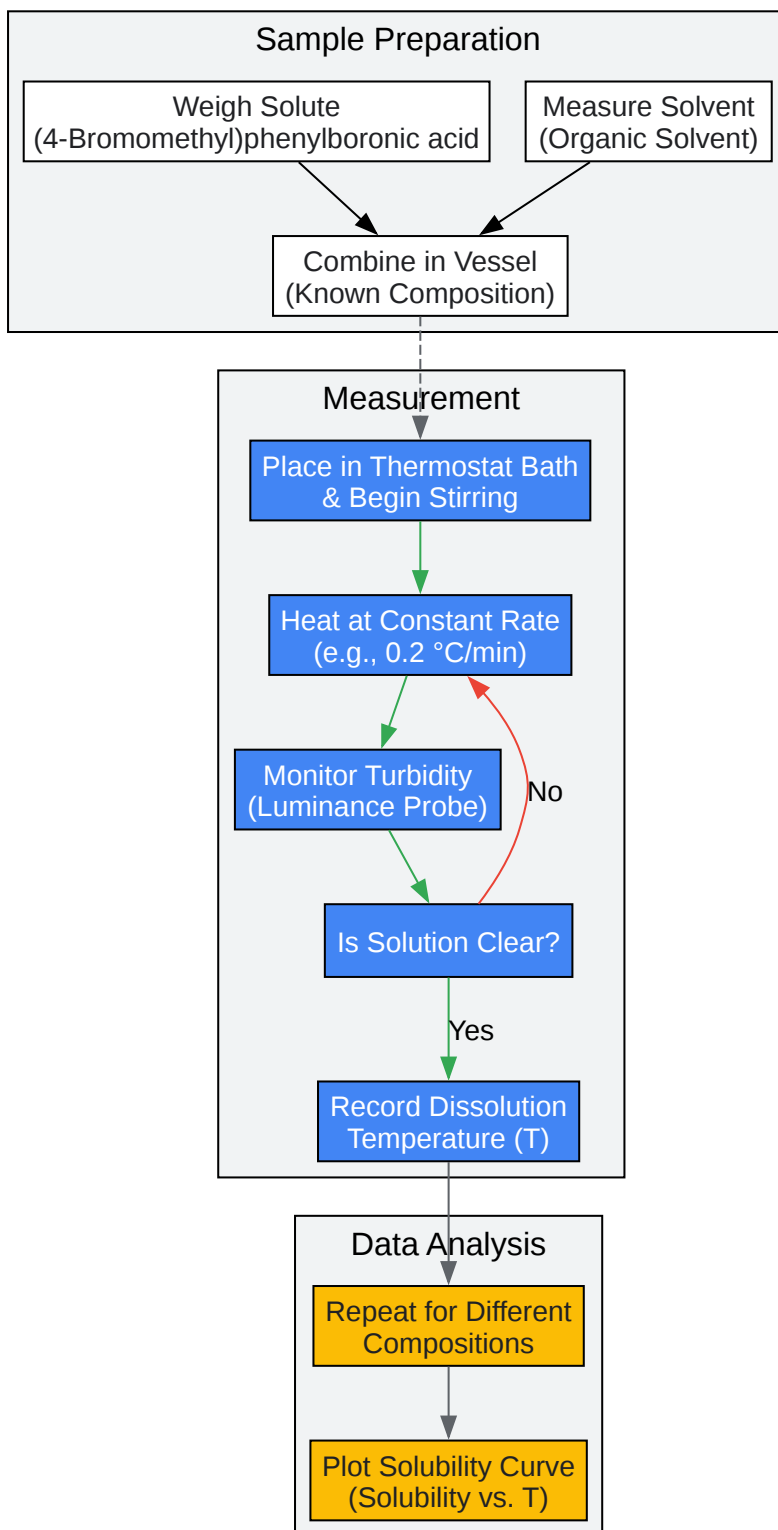 Sample Preparation
Weigh Solute
(4-Bromomethyl)phenylboronic acid
Measure Solvent
(Organic Solvent)
Combine in Vessel
(Known Composition)
Measurement
Place in Thermostat Bath
& Begin Stirring
Heat at Constant Rate
(e.g., 0.2 °C/min)
Monitor Turbidity
(Luminance Probe)
No
Is Solution Clear?
Yes
Record Dissolution
Temperature (T)
Data Analysis
Repeat for Different
Compositions
Plot Solubility Curve
(Solubility vs. T)